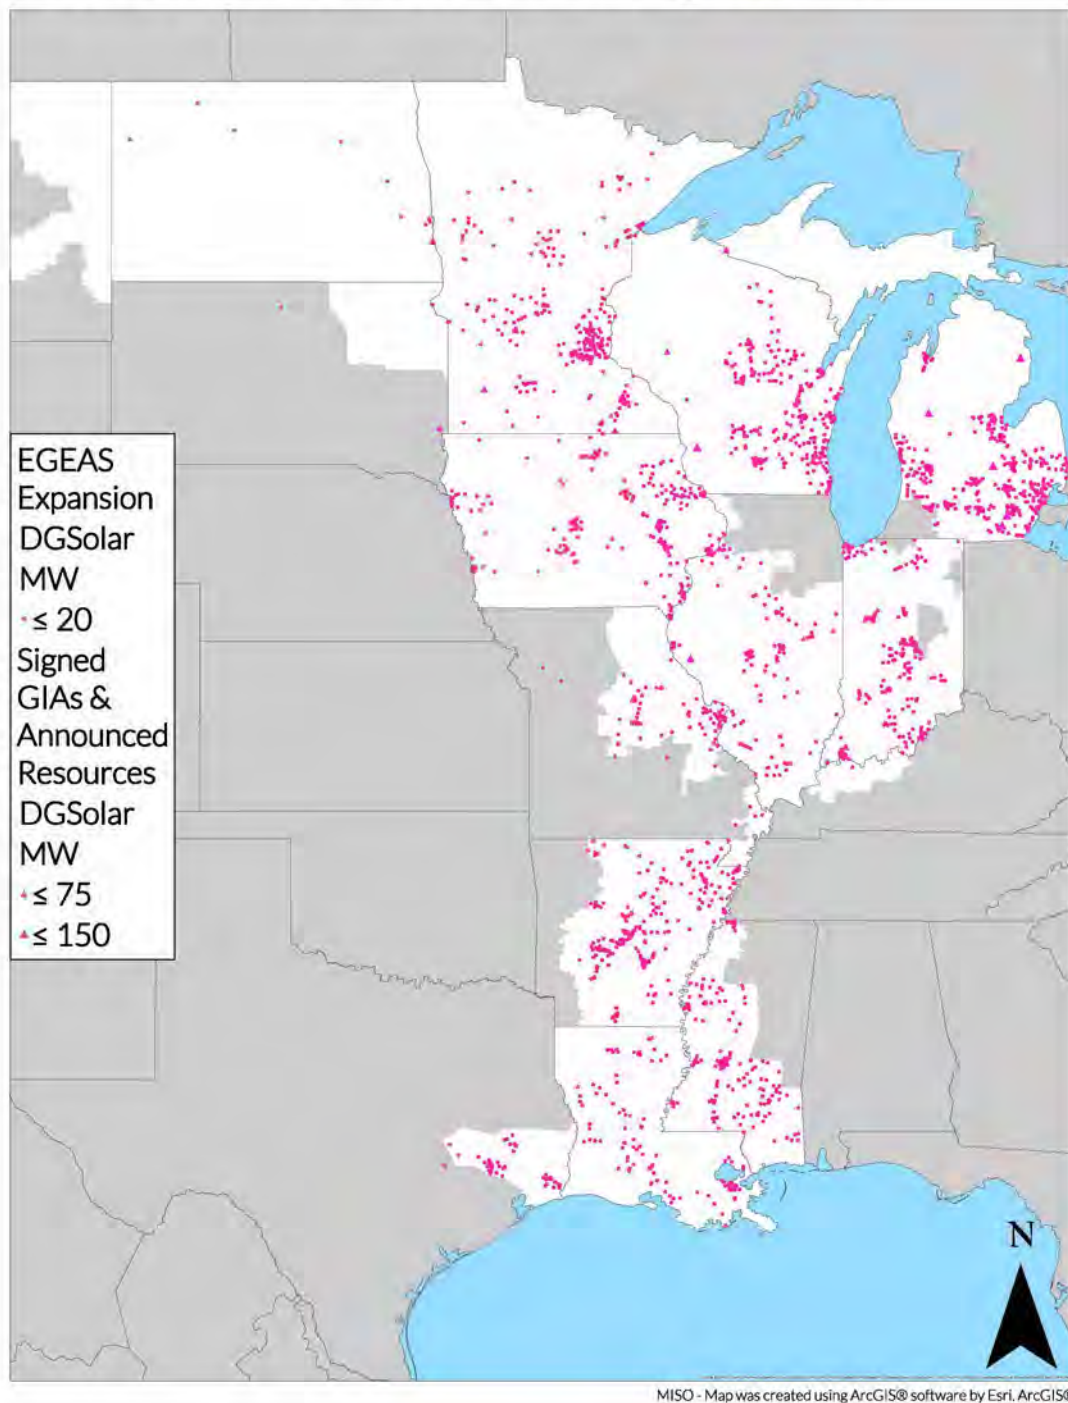 EGEAS
Expansion
DGSolar
MW
≤ 20
Signed
GIAs &
Announced
Resources
DGSolar
MW
≤ 75
≤ 150
N
MISO - Map was created using ArcGIS® software by Esri. ArcGIS®